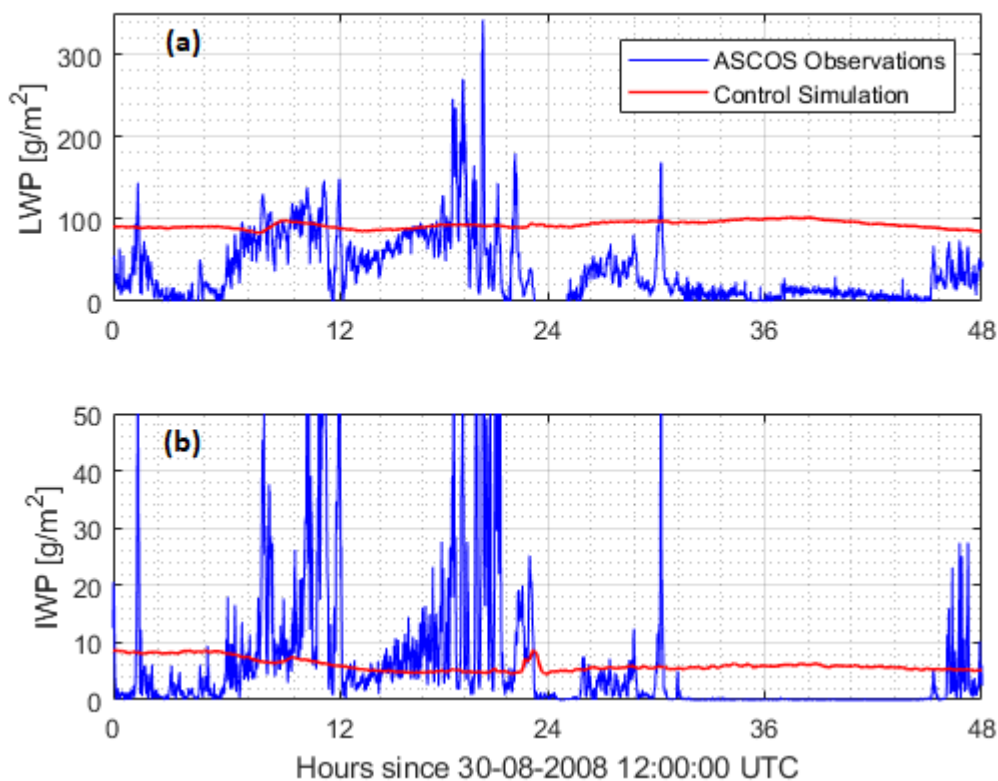 (a)
ASCOS Observations
Control Simulation
LWP [g/m2]
300
200
100
0
0 12 24 36 48
(b)
IWP [g/m2]
50
40
30
20
10
0
0 12 24 36 48
Hours since 30-08-2008 12:00:00 UTC